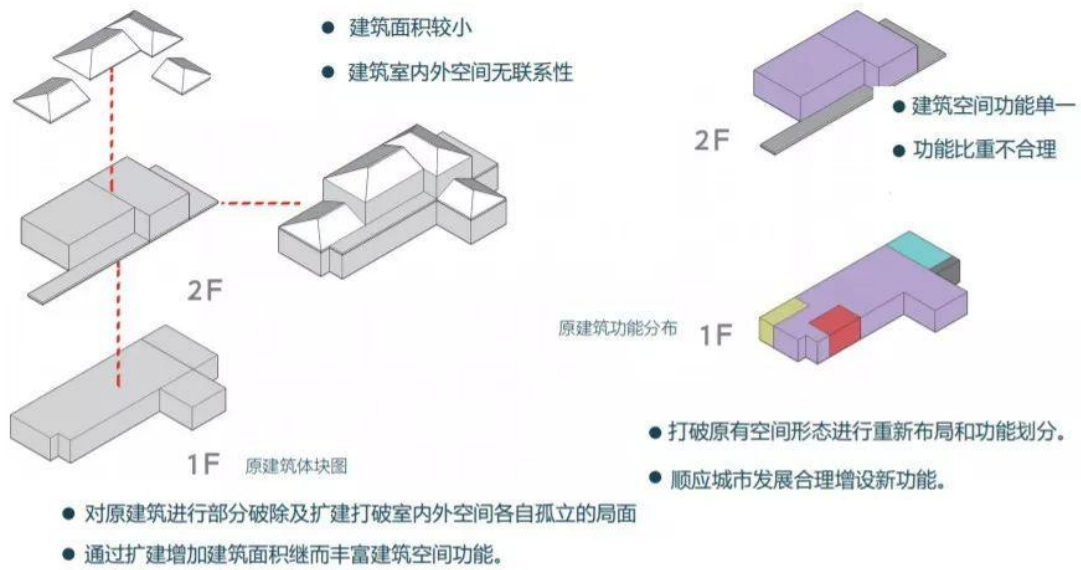 建筑面积较小
建筑室内外空间无联系性
2F
1F
原建筑体块图
对原建筑进行部分破除及扩建打破室内外空间各自孤立的局面
通过扩建增加建筑面积继而丰富建筑空间功能。
2F
建筑空间功能单一
功能比重不合理
原建筑功能分布
1F
打破原有空间形态进行重新布局和功能划分。
顺应城市发展合理增设新功能。